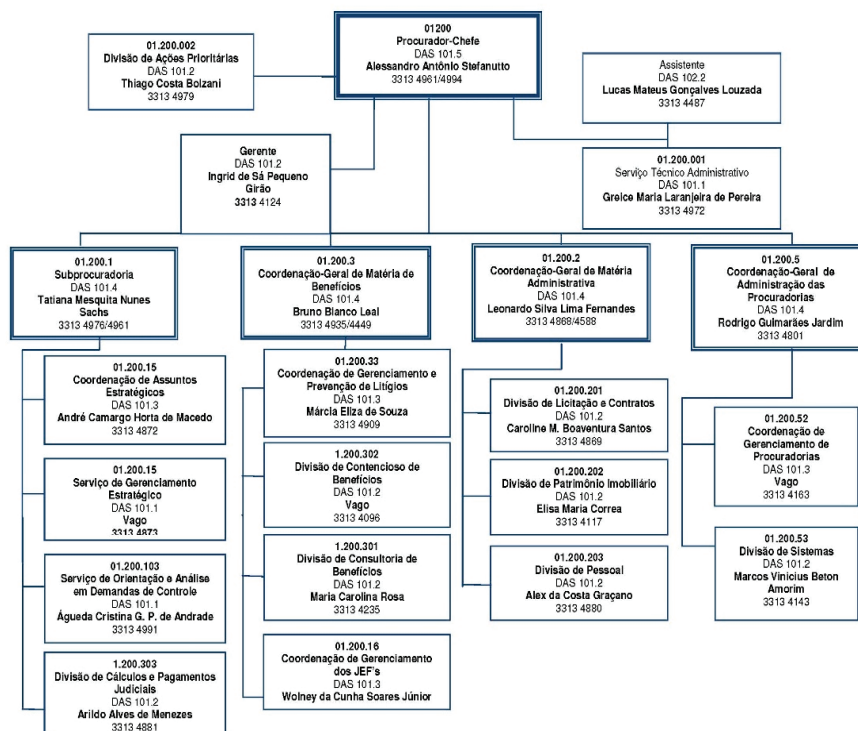 01200
Procurador-Chefe
DAS 101.5
Alessandro Antônio Stefanutto
3313 4961/4994
01.200.002
Divisão de Ações Prioritárias
DAS 101.2
Thiago Costa Bolzani
3313 4979
Assistente
DAS 102.2
Lucas Mateus Gonçalves Louzada
3313 4487
Gerente
DAS 101.2
Ingrid de Sá Pequeno
Girão
3313 4124
01.200.001
Serviço Técnico Administrativo
DAS 101.1
Greice Maria Laranjeira de Pereira
3313 4972
01.200.1
Subprocuradoria
DAS 101.4
Tatiana Mesquita Nunes
Sachs
3313 4976/4961
01.200.3
Coordenação-Geral de Matéria de
Benefícios
DAS 101.4
Bruno Bianco Leal
3313 4935/4449
01.200.2
Coordenação-Geral de Matéria
Administrativa
DAS 101.4
Leonardo Silva Lima Fernandes
3313 4868/4588
01.200.5
Coordenação-Geral de
Administração das
Procuradorias
DAS 101.4
Rodrigo Guimarães Jardim
3313 4801
01.200.15
Coordenação de Assuntos
Estratégicos
DAS 101.3
André Camargo Horta de Macedo
3313 4872
01.200.15
Serviço de Gerenciamento
Estratégico
DAS 101.1
Vago
3313 4873
01.200.103
Serviço de Orientação e Análise
em Demandas de Controle
DAS 101.1
Águeda Cristina G. P. de Andrade
3313 4991
1.200.303
Divisão de Cálculos e Pagamentos
Judiciais
DAS 101.2
Arildo Alves de Menezes
3313 4881
01.200.33
Coordenação de Gerenciamento e
Prevenção de Litígios
DAS 101.3
Márcia Eliza de Souza
3313 4909
1.200.302
Divisão de Contencioso de
Benefícios
DAS 101.2
Vago
3313 4096
1.200.301
Divisão de Consultoria de
Benefícios
DAS 101.2
Maria Carolina Rosa
3313 4235
01.200.16
Coordenação de Gerenciamento
dos JEF's
DAS 101.3
Wolney da Cunha Soares Júnior
01.200.201
Divisão de Licitação e Contratos
DAS 101.2
Caroline M. Boaventura Santos
3313 4869
01.200.202
Divisão de Patrimônio Imobiliário
DAS 101.2
Elisa Maria Correa
3313 4117
01.200.203
Divisão de Pessoal
DAS 101.2
Alex da Costa Graçano
3313 4880
01.200.52
Coordenação de
Gerenciamento de
Procuradorias
DAS 101.3
Vago
3313 4163
01.200.53
Divisão de Sistemas
DAS 101.2
Marcos Vinicius Beton
Amorim
3313 4143